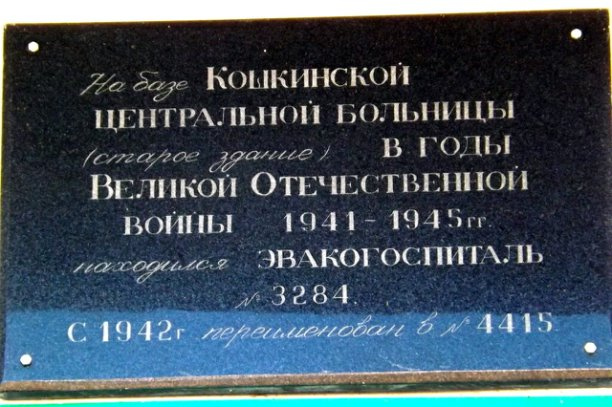 На базе Кошкинской
центральной больницы
(старое здание) в годы
Великой Отечественной
войны 1941-1945гг.
находился эвакогоспиталь
№ 3284.
С 1942г переименован в № 4415